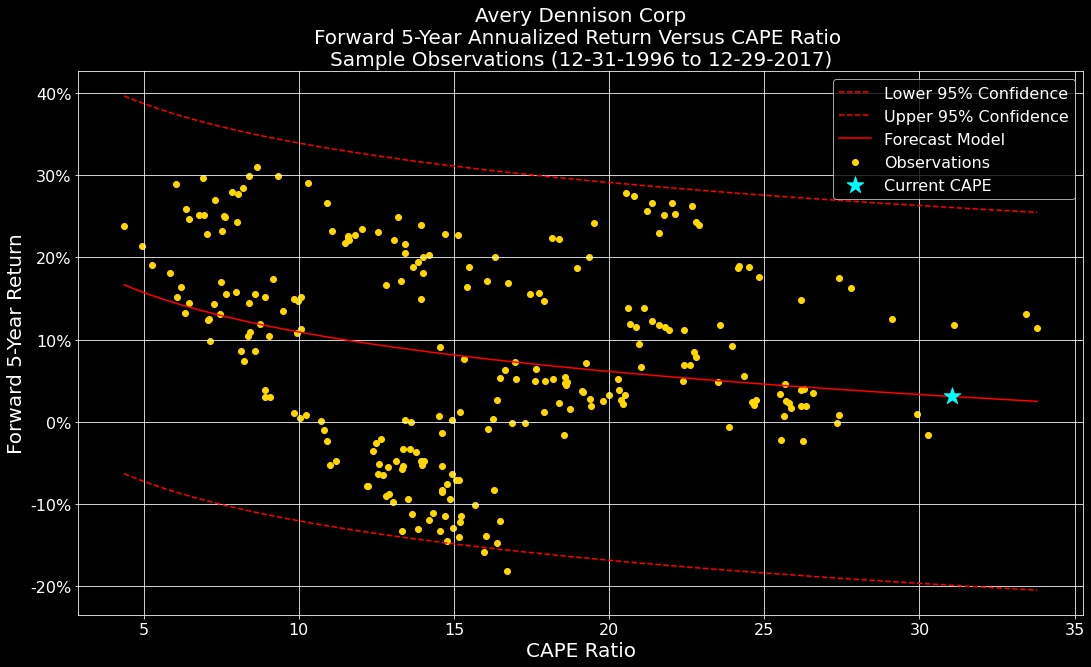 Avery Dennison Corp
Forward 5-Year Annualized Return Versus CAPE Ratio
Sample Observations (12-31-1996 to 12-29-2017)
Lower 95% Confidence
Upper 95% Confidence
Forecast Model
Observations
Current CAPE
Forward 5-Year Return
40%
30%
20%
10%
0%
-10%
-20%
5
10
15
20
25
30
35
CAPE Ratio